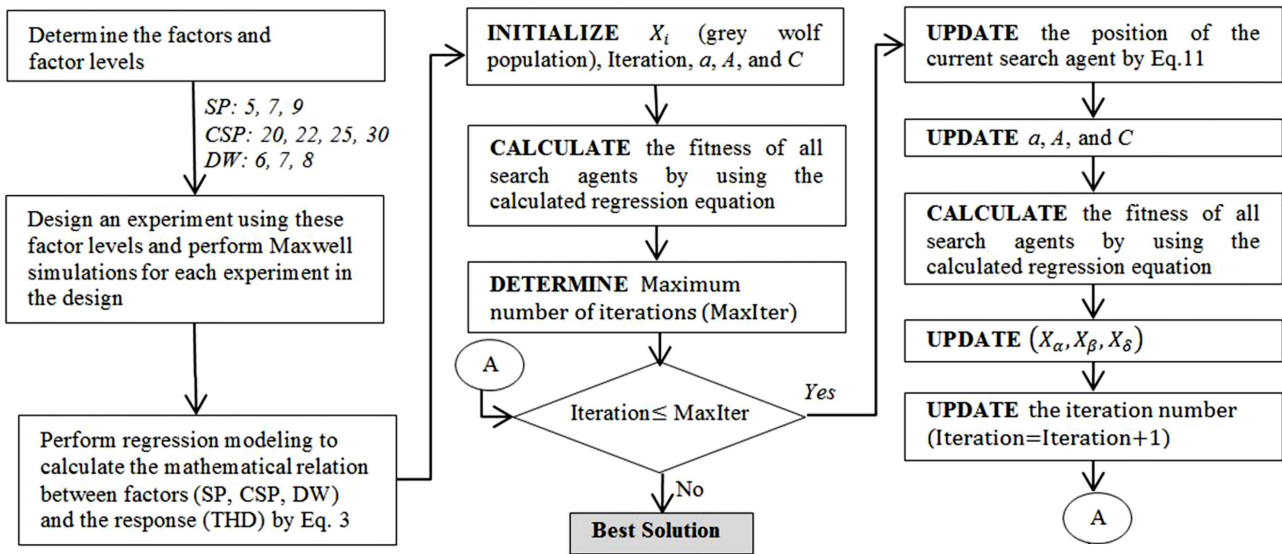 Determine the factors and
factor levels
SP: 5, 7, 9
CSP: 20, 22, 25, 30
DW: 6, 7, 8
Design an experiment using these
factor levels and perform Maxwell
simulations for each experiment in
the design
Perform regression modeling to
calculate the mathematical relation
between factors (SP, CSP, DW)
and the response (THD) by Eq. 3
INITIALIZE Xᵢ (grey wolf
population), Iteration, a, A, and C
CALCULATE the fitness of all
search agents by using the
calculated regression equation
DETERMINE Maximum
number of iterations (MaxIter)
A
Iteration≤ MaxIter
Yes
No
Best Solution
UPDATE the position of the
current search agent by Eq.11
UPDATE a, A, and C
CALCULATE the fitness of all
search agents by using the
calculated regression equation
UPDATE (X_α, X_β, X_δ)
UPDATE the iteration number
(Iteration=Iteration+1)
A